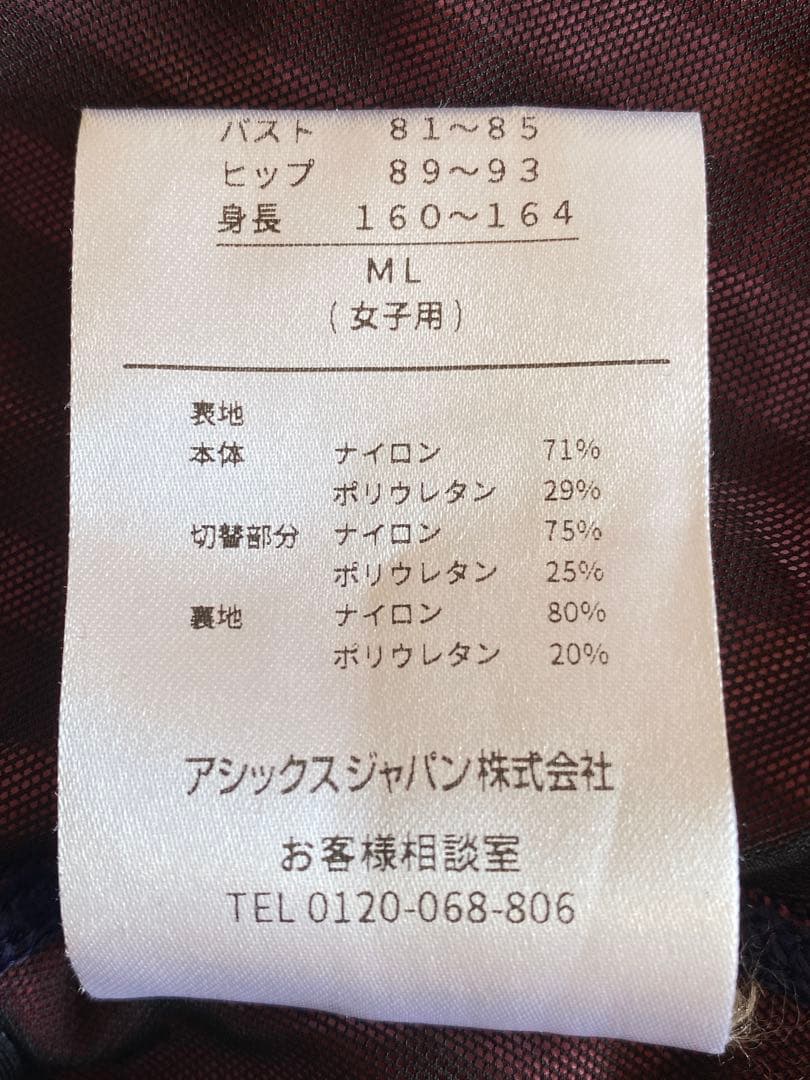 バスト 81～85
ヒップ 89～93
身長 160～164
ML
(女子用)
表地
本体 ナイロン 71%
ポリウレタン 29%
切替部分 ナイロン 75%
ポリウレタン 25%
裏地 ナイロン 80%
ポリウレタン 20%
アシックスジャパン株式会社
お客様相談室
TEL 0120-068-806